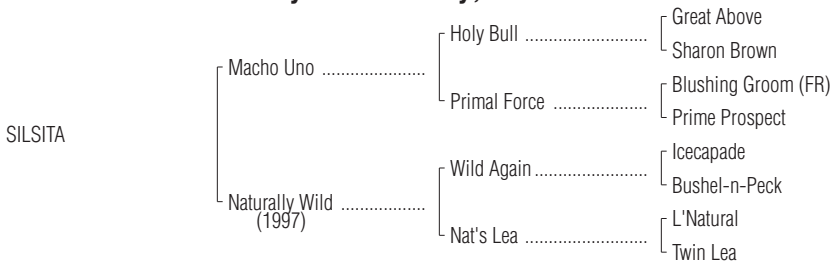 Great Above
Holy Bull ..........................
Sharon Brown
Macho Uno ......................
Blushing Groom (FR)
Primal Force ....................
Prime Prospect
SILSITA
Icecapade
Wild Again ........................
Bushel-n-Peck
Naturally Wild ..................
(1997)
L'Natural
Nat's Lea ..........................
Twin Lea